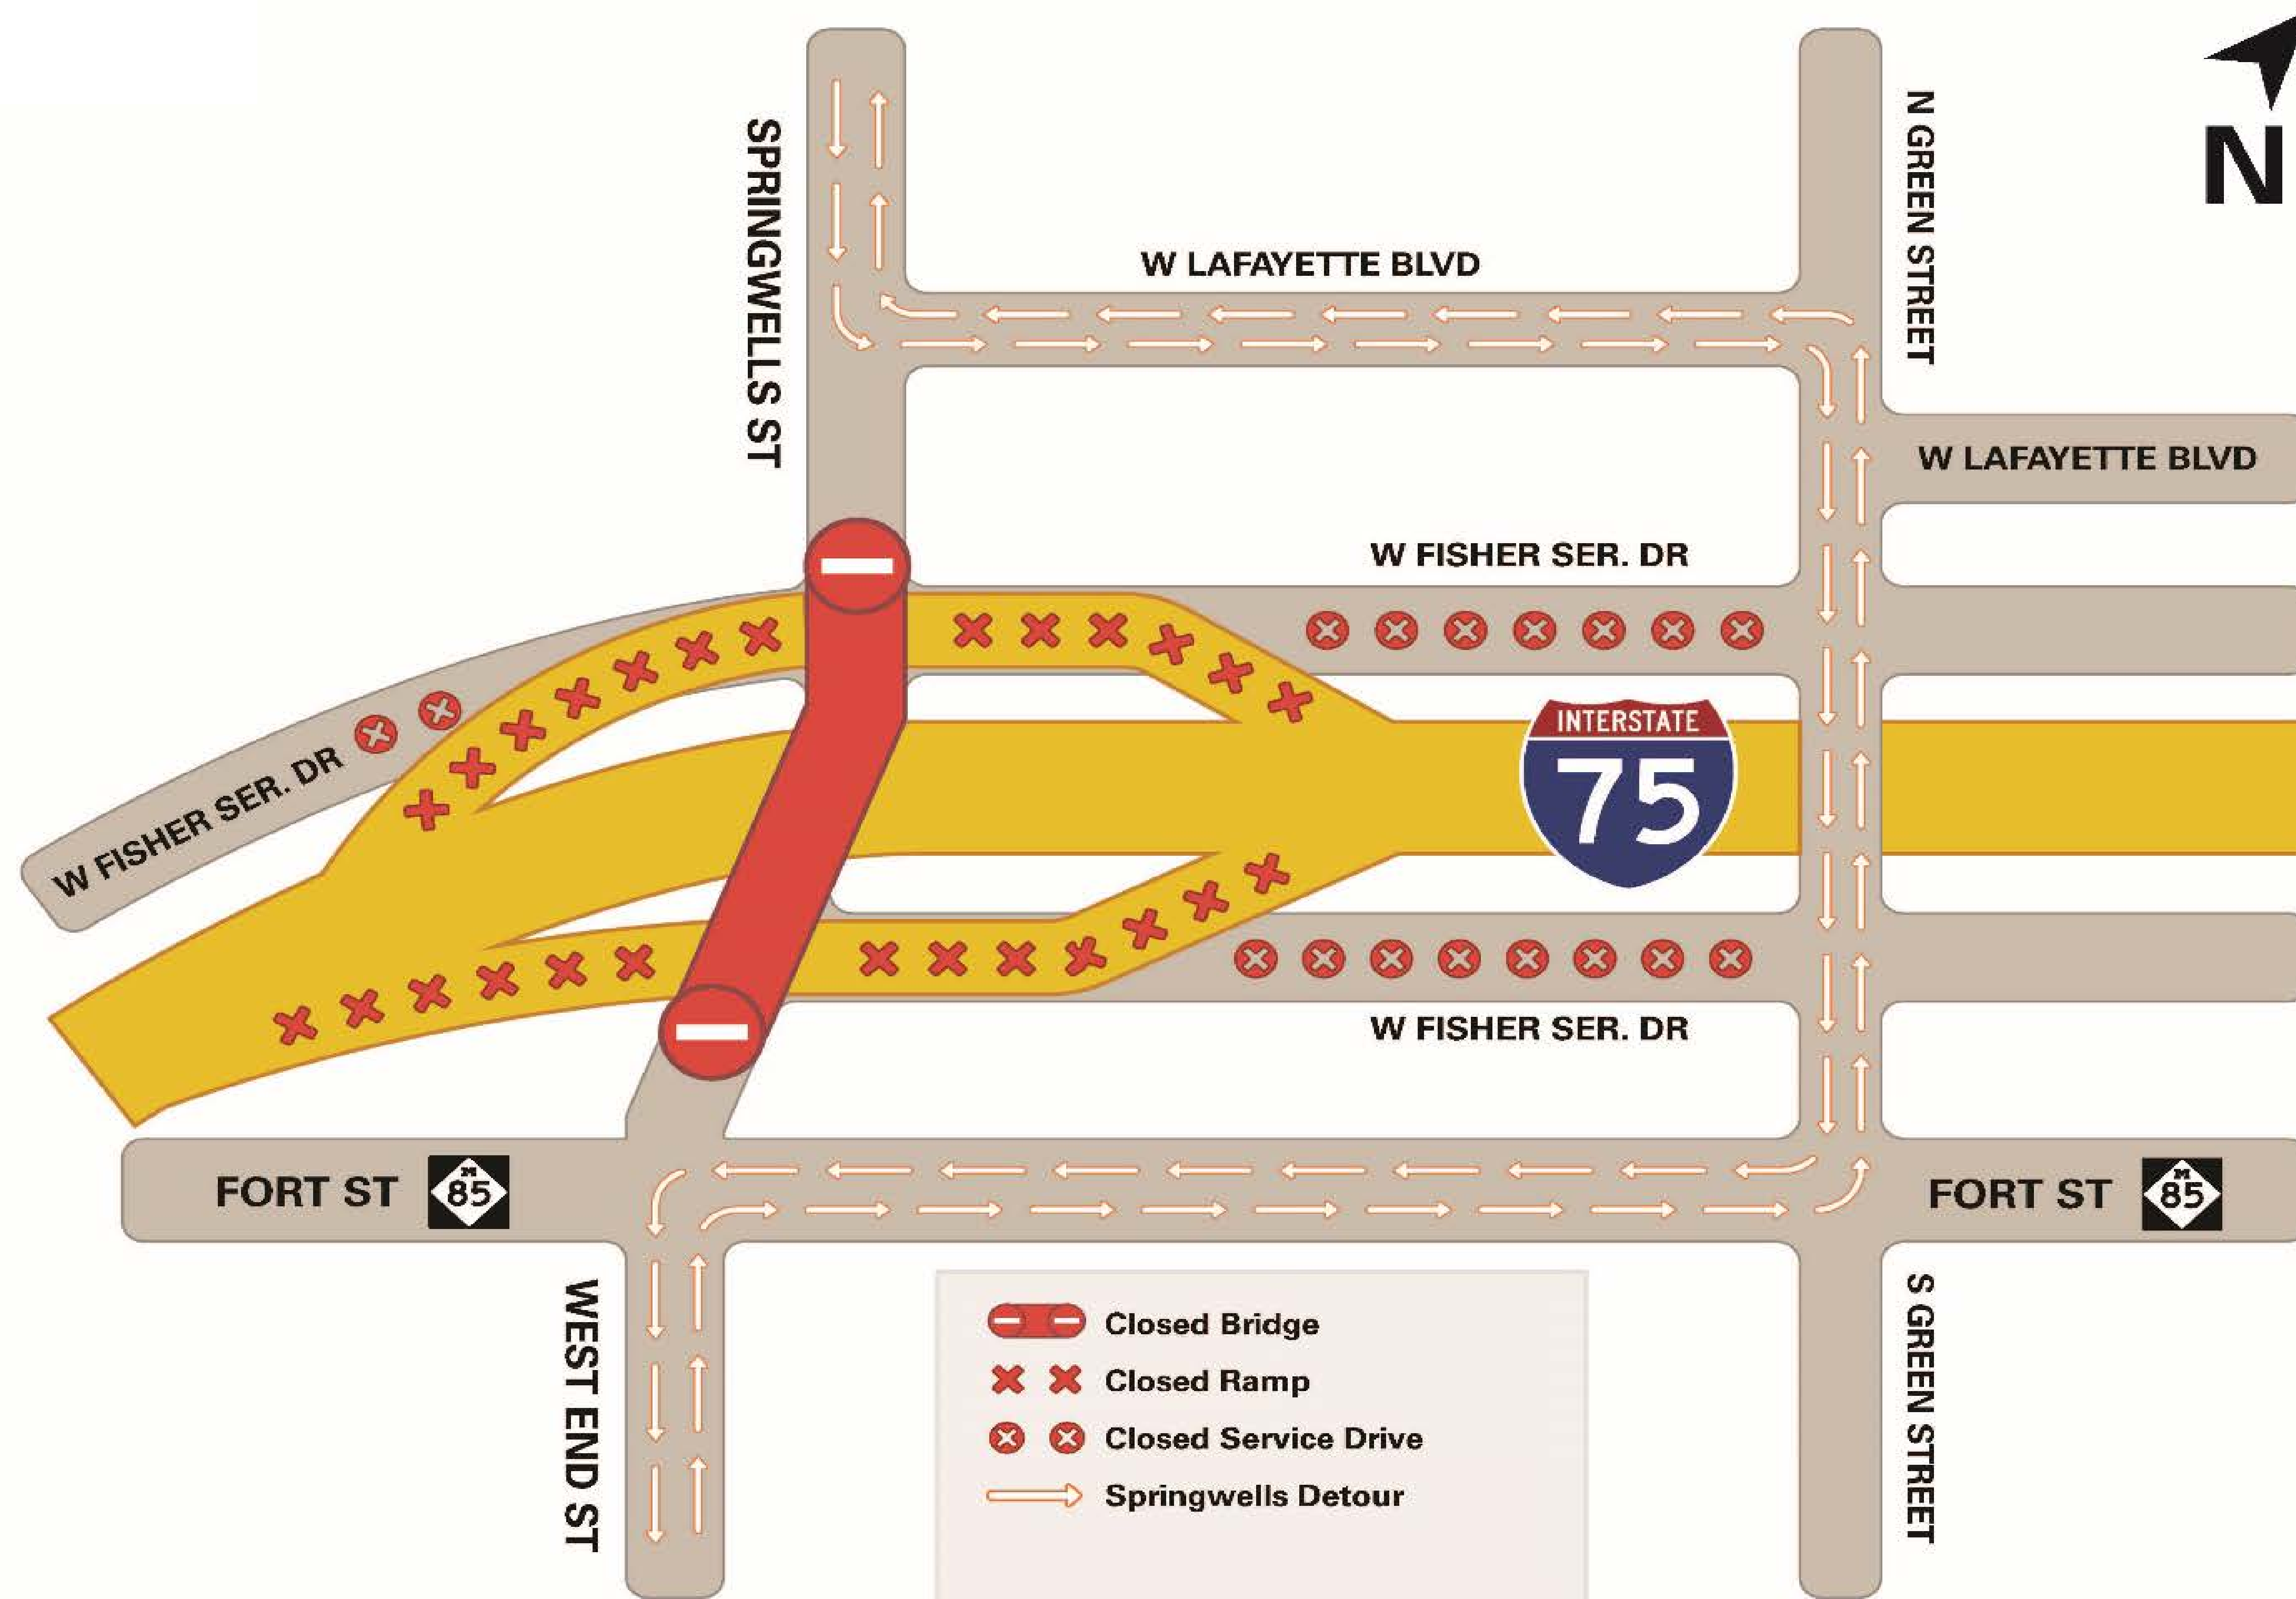 N
SPRINGWELLS ST
N GREEN STREET
W LAFAYETTE BLVD
W LAFAYETTE BLVD
W FISHER SER. DR
INTERSTATE
75
W FISHER SER. DR
W FISHER SER. DR
FORT ST
M
85
FORT ST
M
85
WEST END ST
S GREEN STREET
Closed Bridge
Closed Ramp
Closed Service Drive
Springwells Detour